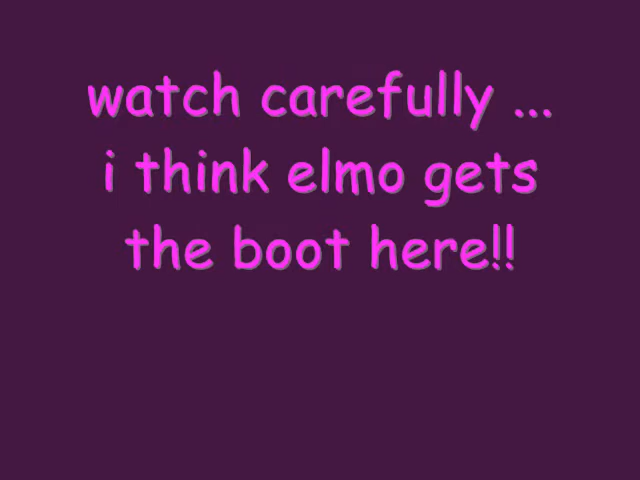 watch carefully ...
i think elmo gets
the boot here!!